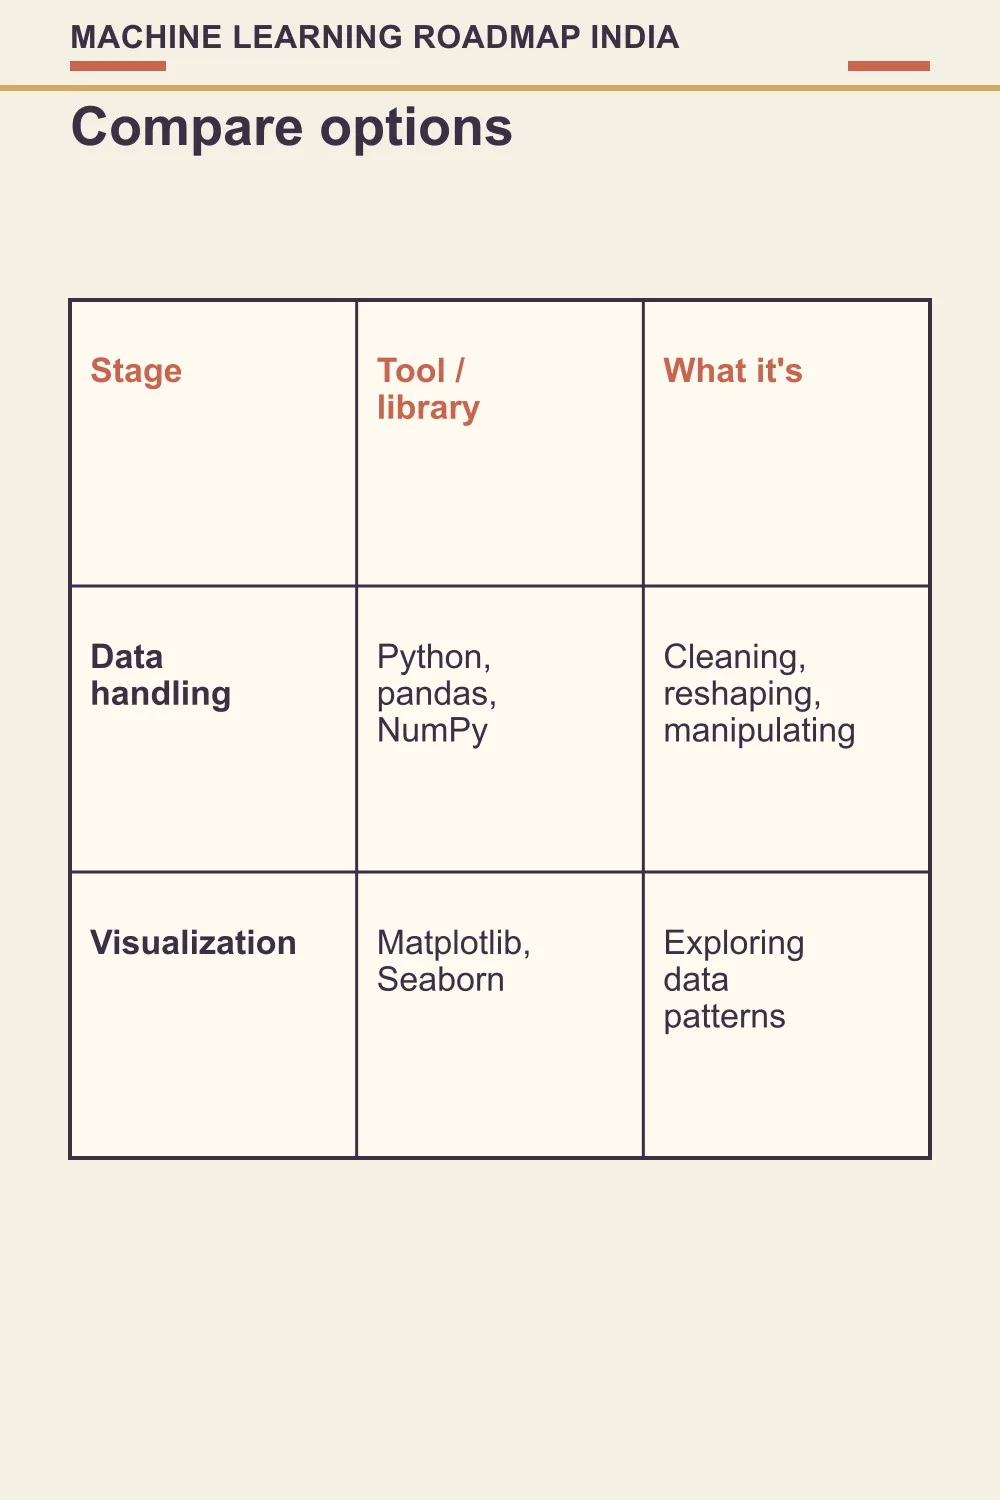 MACHINE LEARNING ROADMAP INDIA
Compare options
Stage
Tool /
library
What it's
Data
handling
Python,
pandas,
NumPy
Cleaning,
reshaping,
manipulating
Visualization
Matplotlib,
Seaborn
Exploring
data
patterns